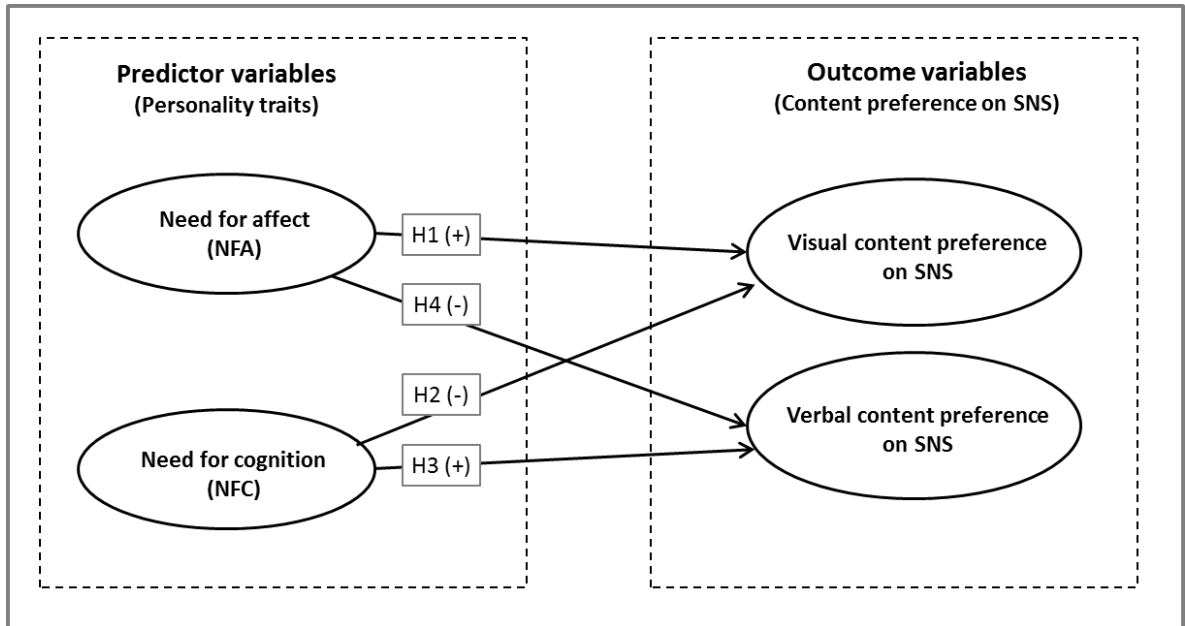 Predictor variables
(Personality traits)
Need for affect
(NFA)
Need for cognition
(NFC)
H1 (+)
H4 (-)
H2 (-)
H3 (+)
Outcome variables
(Content preference on SNS)
Visual content preference
on SNS
Verbal content preference
on SNS